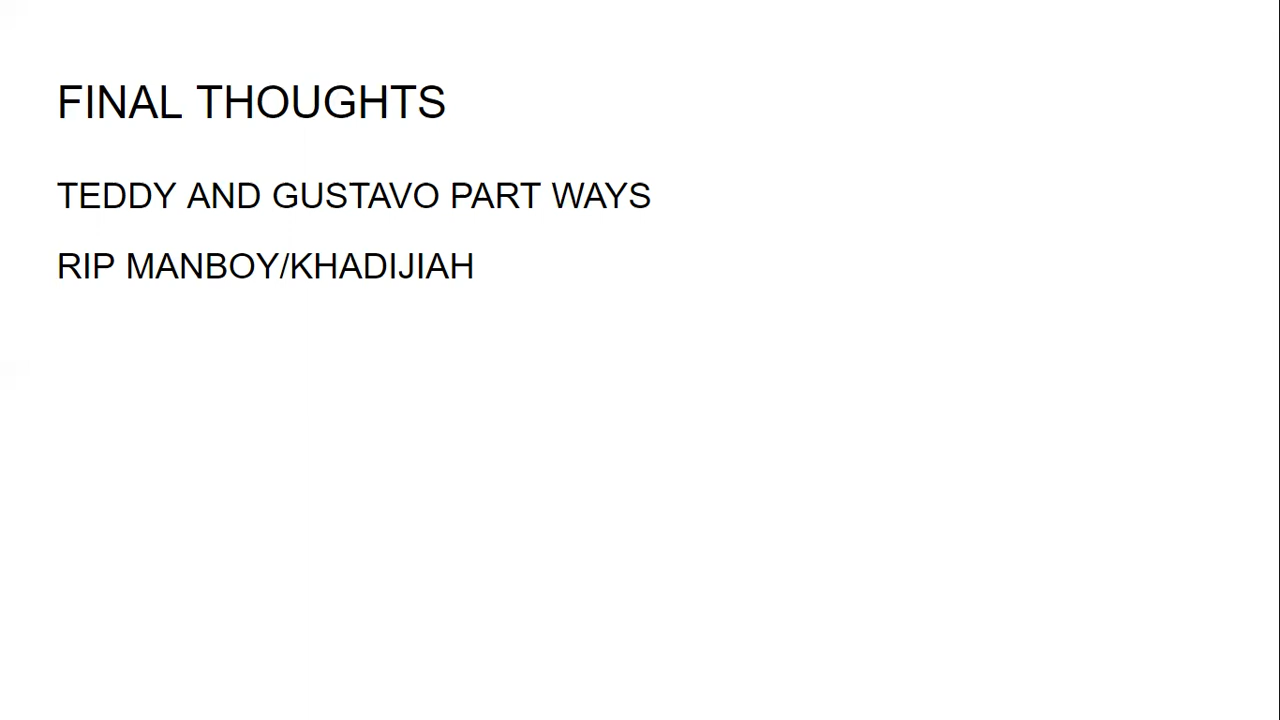 FINAL THOUGHTS
TEDDY AND GUSTAVO PART WAYS
RIP MANBOY/KHADIJIAH